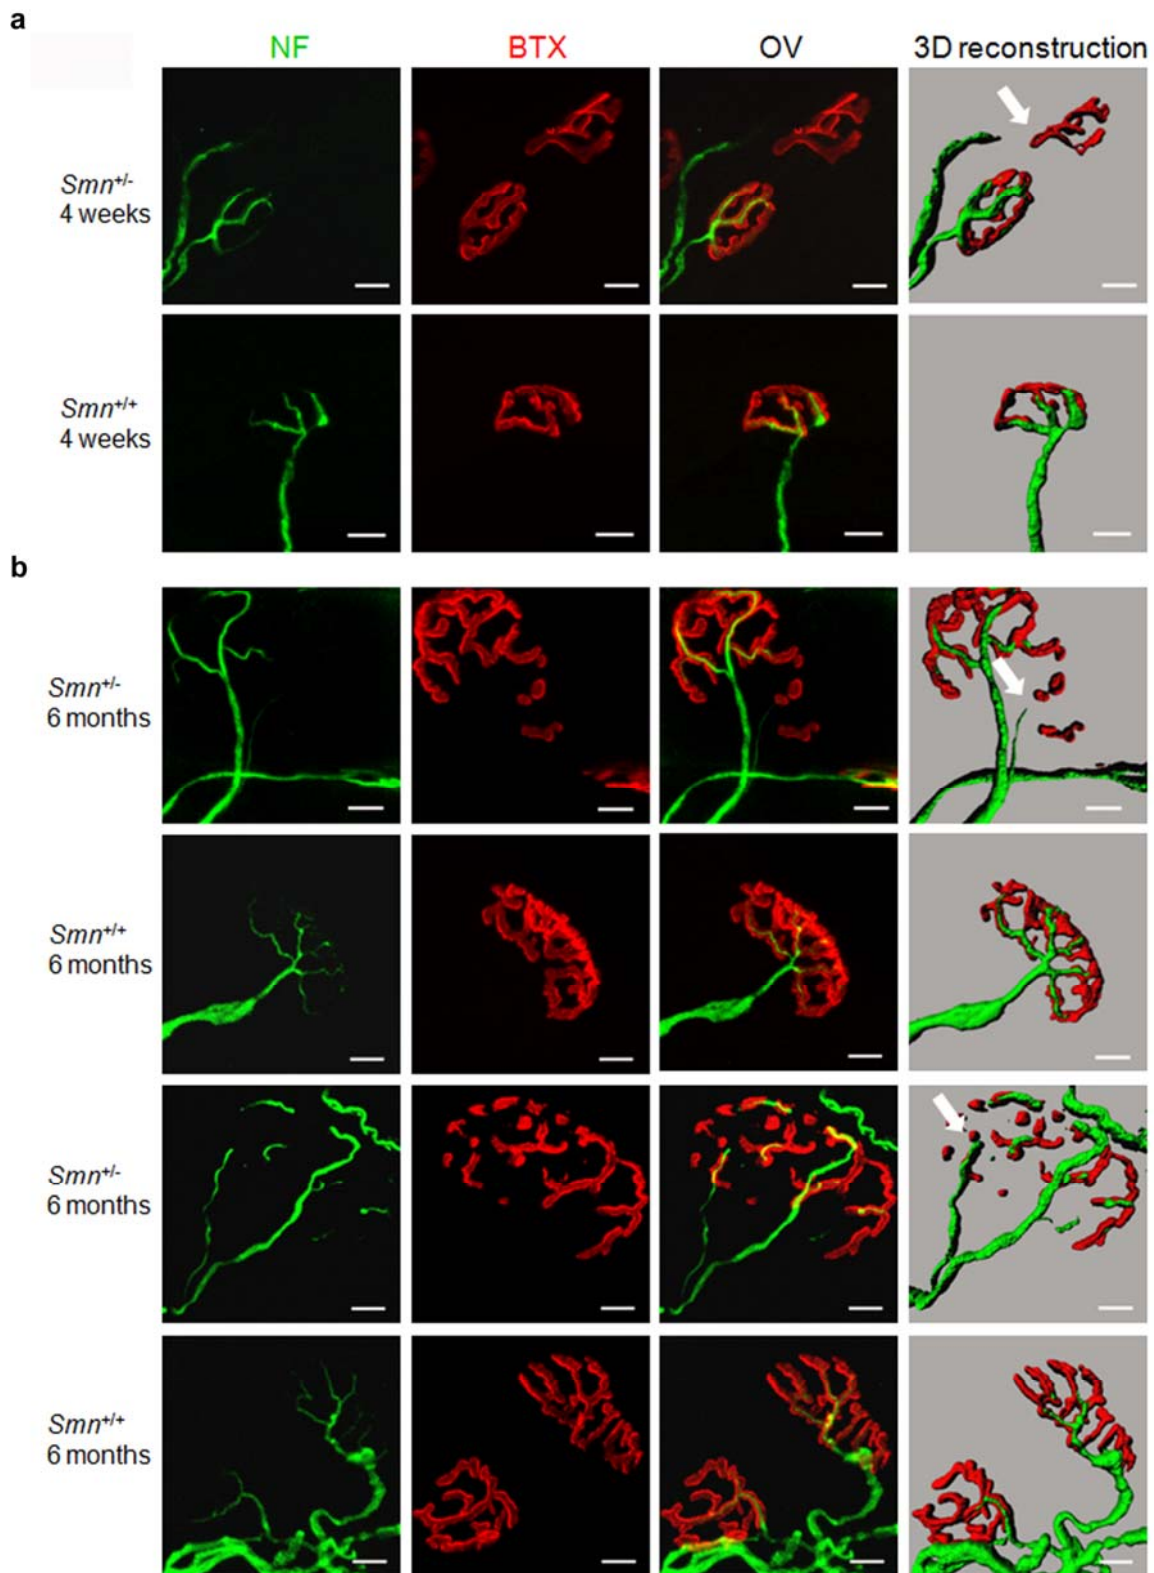 a
NF BTX OV 3D reconstruction
Smn+/-
4 weeks
Smn+/+
4 weeks
b
Smn+/-
6 months
Smn+/+
6 months
Smn+/-
6 months
Smn+/+
6 months